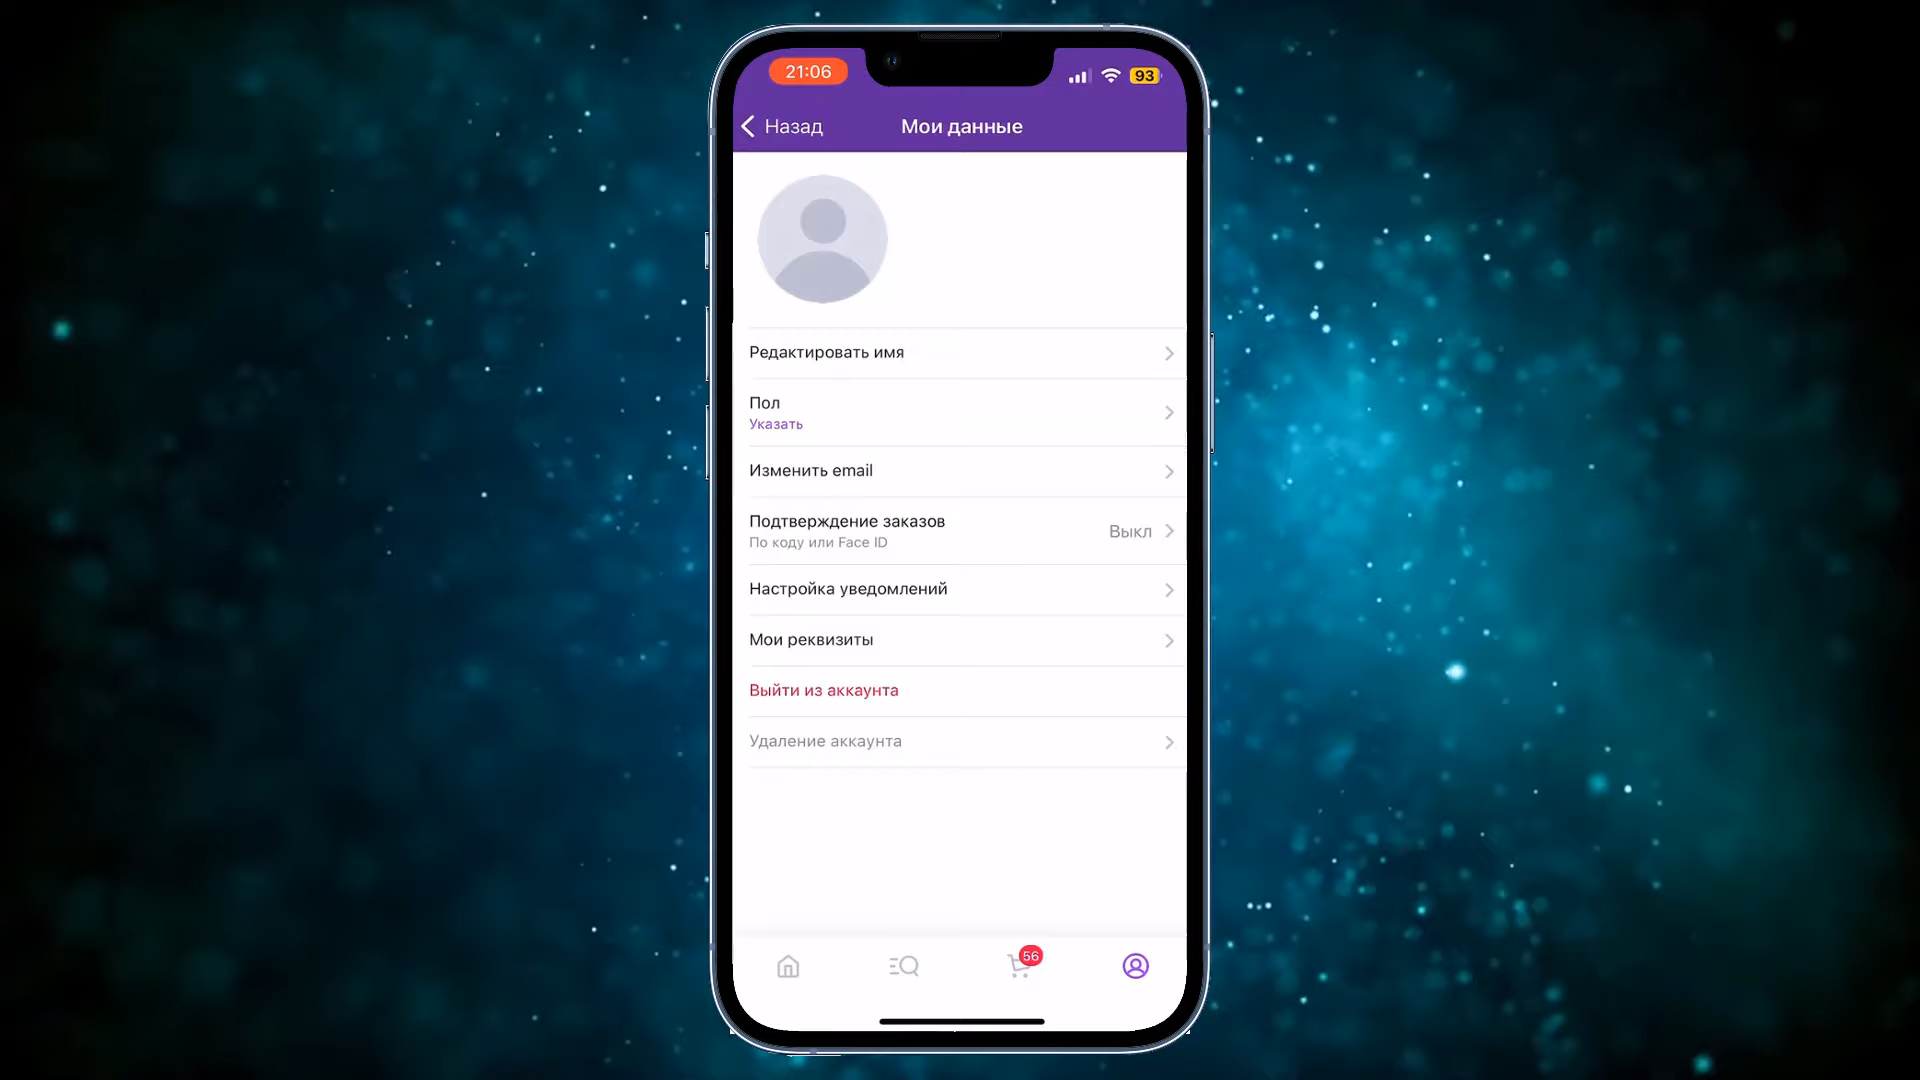 21:06
93
Назад
Мои данные
Редактировать имя
Пол
Указать
Изменить email
Подтверждение заказов
По коду или Face ID
Выкл
Настройка уведомлений
Мои реквизиты
Выйти из аккаунта
Удаление аккаунта
56